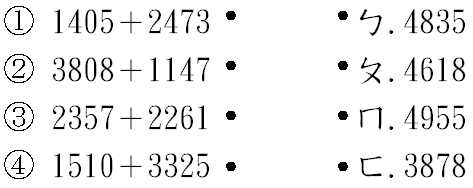 ① 1405+2473 • • ㄅ. 4835
② 3808+1147 • • ㄆ. 4618
③ 2357+2261 • • ㄇ. 4955
④ 1510+3325 • • ㄈ. 3878